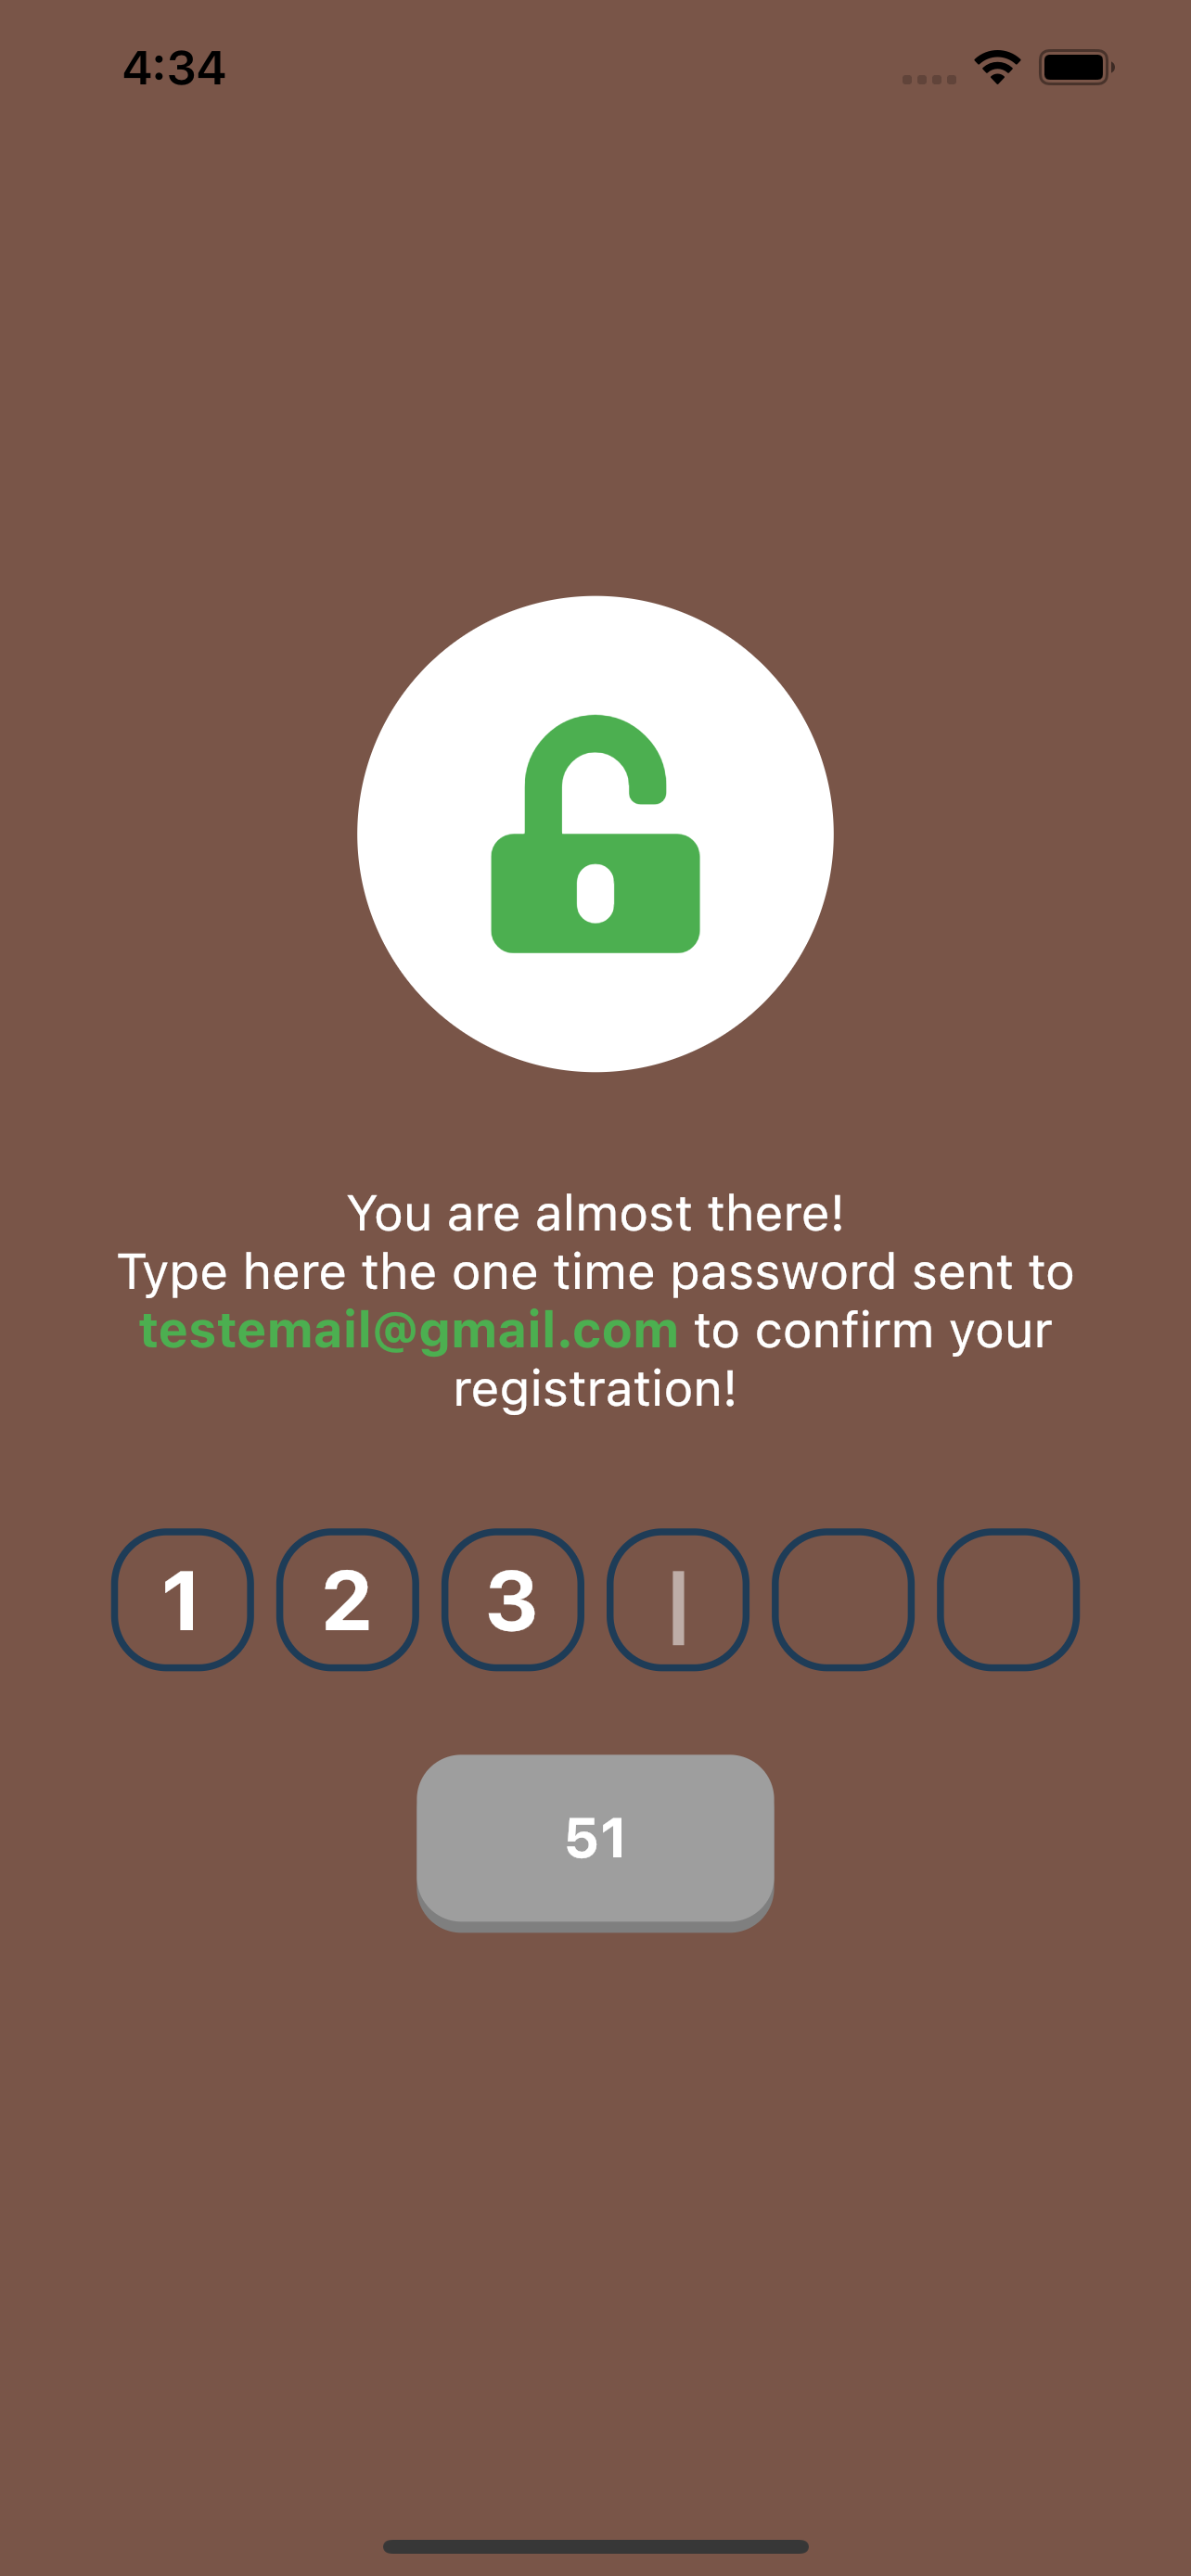 4:34
You are almost there!
Type here the one time password sent to
testemail@gmail.com to confirm your
registration!
1 2 3
51